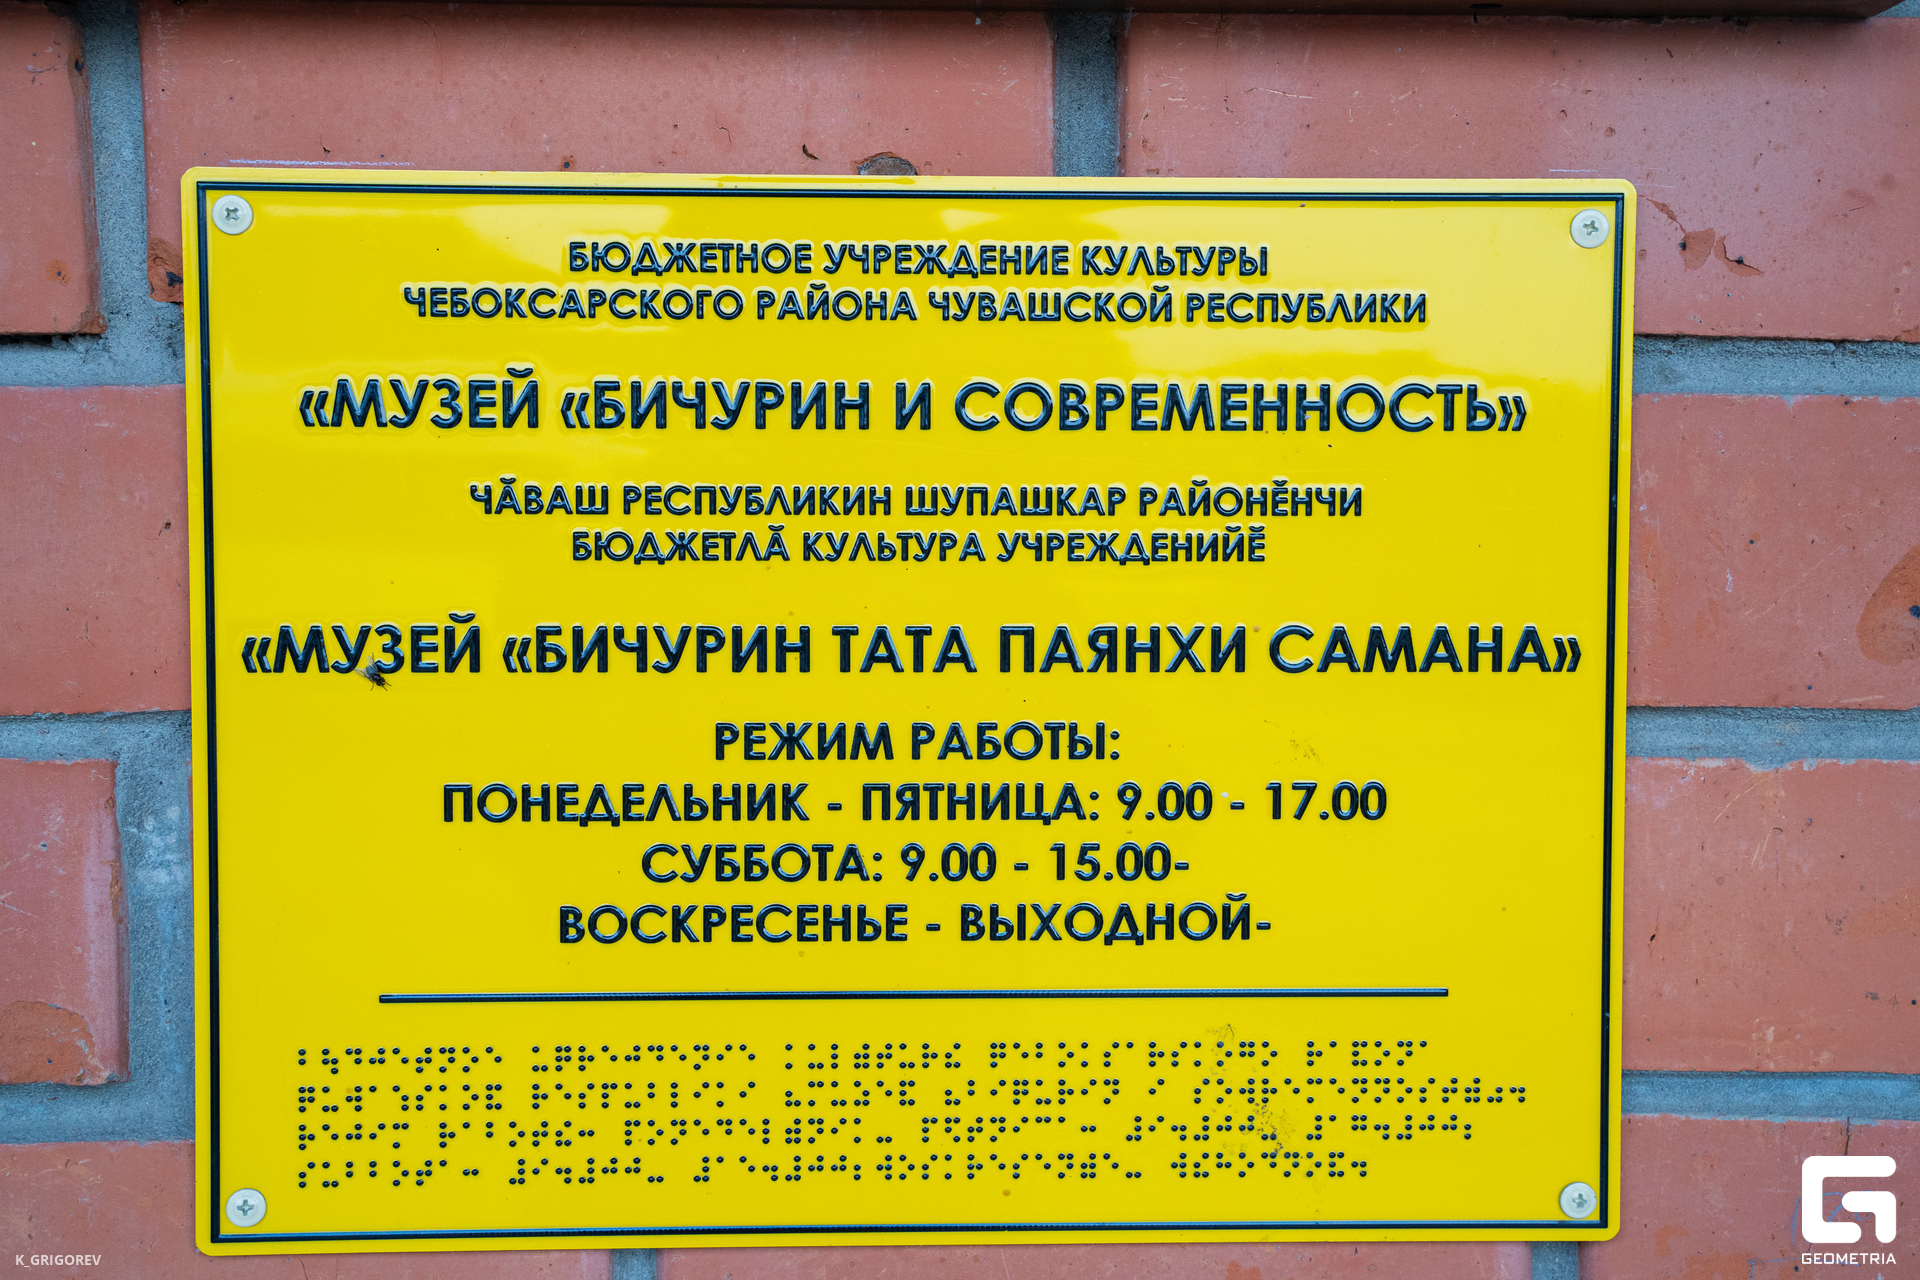 БЮДЖЕТНОЕ УЧРЕЖДЕНИЕ КУЛЬТУРЫ
ЧЕБОКСАРСКОГО РАЙОНА ЧУВАШСКОЙ РЕСПУБЛИКИ
«МУЗЕЙ «БИЧУРИН И СОВРЕМЕННОСТЬ»
ЧӐВАШ РЕСПУБЛИКИН ШУПАШКАР РАЙОНӖНЧИ
БЮДЖЕТЛӐ КУЛЬТУРА УЧРЕЖДЕНИЙӖ
«МУЗЕЙ «БИЧУРИН ТАТА ПАЯНХИ САМАНА»
РЕЖИМ РАБОТЫ:
ПОНЕДЕЛЬНИК - ПЯТНИЦА: 9.00 - 17.00
СУББОТА: 9.00 - 15.00-
ВОСКРЕСЕНЬЕ - ВЫХОДНОЙ-
K_GRIGOREV
GEOMETRIA